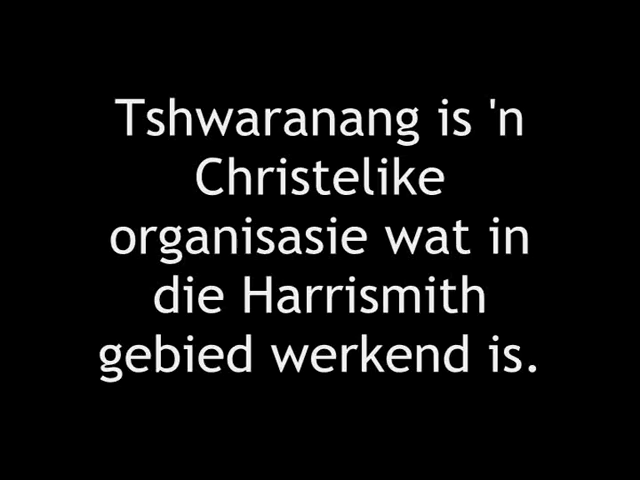 Tshwaranang is 'n
Christelike
organisasie wat in
die Harrismith
gebied werkend is.